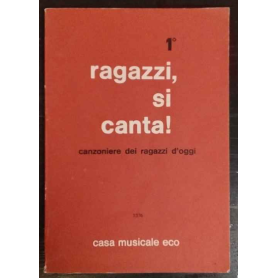 1°
ragazzi,
si
canta!
canzoniere dei ragazzi d'oggi
casa musicale eco